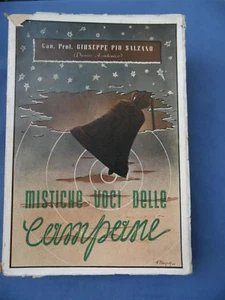 Can. Prof. GIUSEPPE PIO SALZANO
MISTICHE VOCI DELLE
Campane